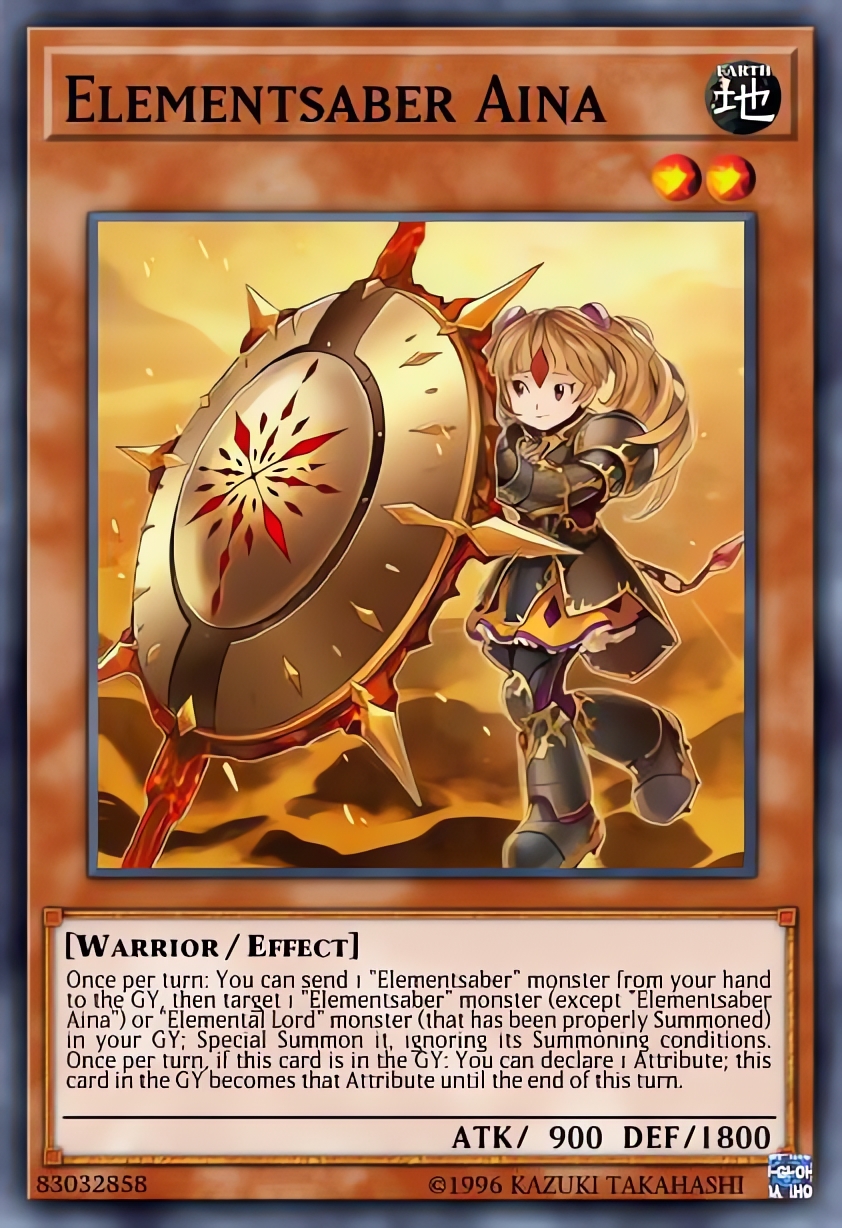 ELEMENTSABER AINA
EARTH
地
[WARRIOR / EFFECT]
Once per turn: You can send 1 "Elementsaber" monster from your hand
to the GY, then target 1 "Elementsaber" monster (except "Elementsaber
Aina") or "Elemental Lord" monster (that has been properly Summoned)
in your GY; Special Summon it, ignoring its Summoning conditions.
Once per turn, if this card is in the GY: You can declare 1 Attribute; this
card in the GY becomes that Attribute until the end of this turn.
ATK/ 900 DEF/1800
83032858
©1996 KAZUKI TAKAHASHI